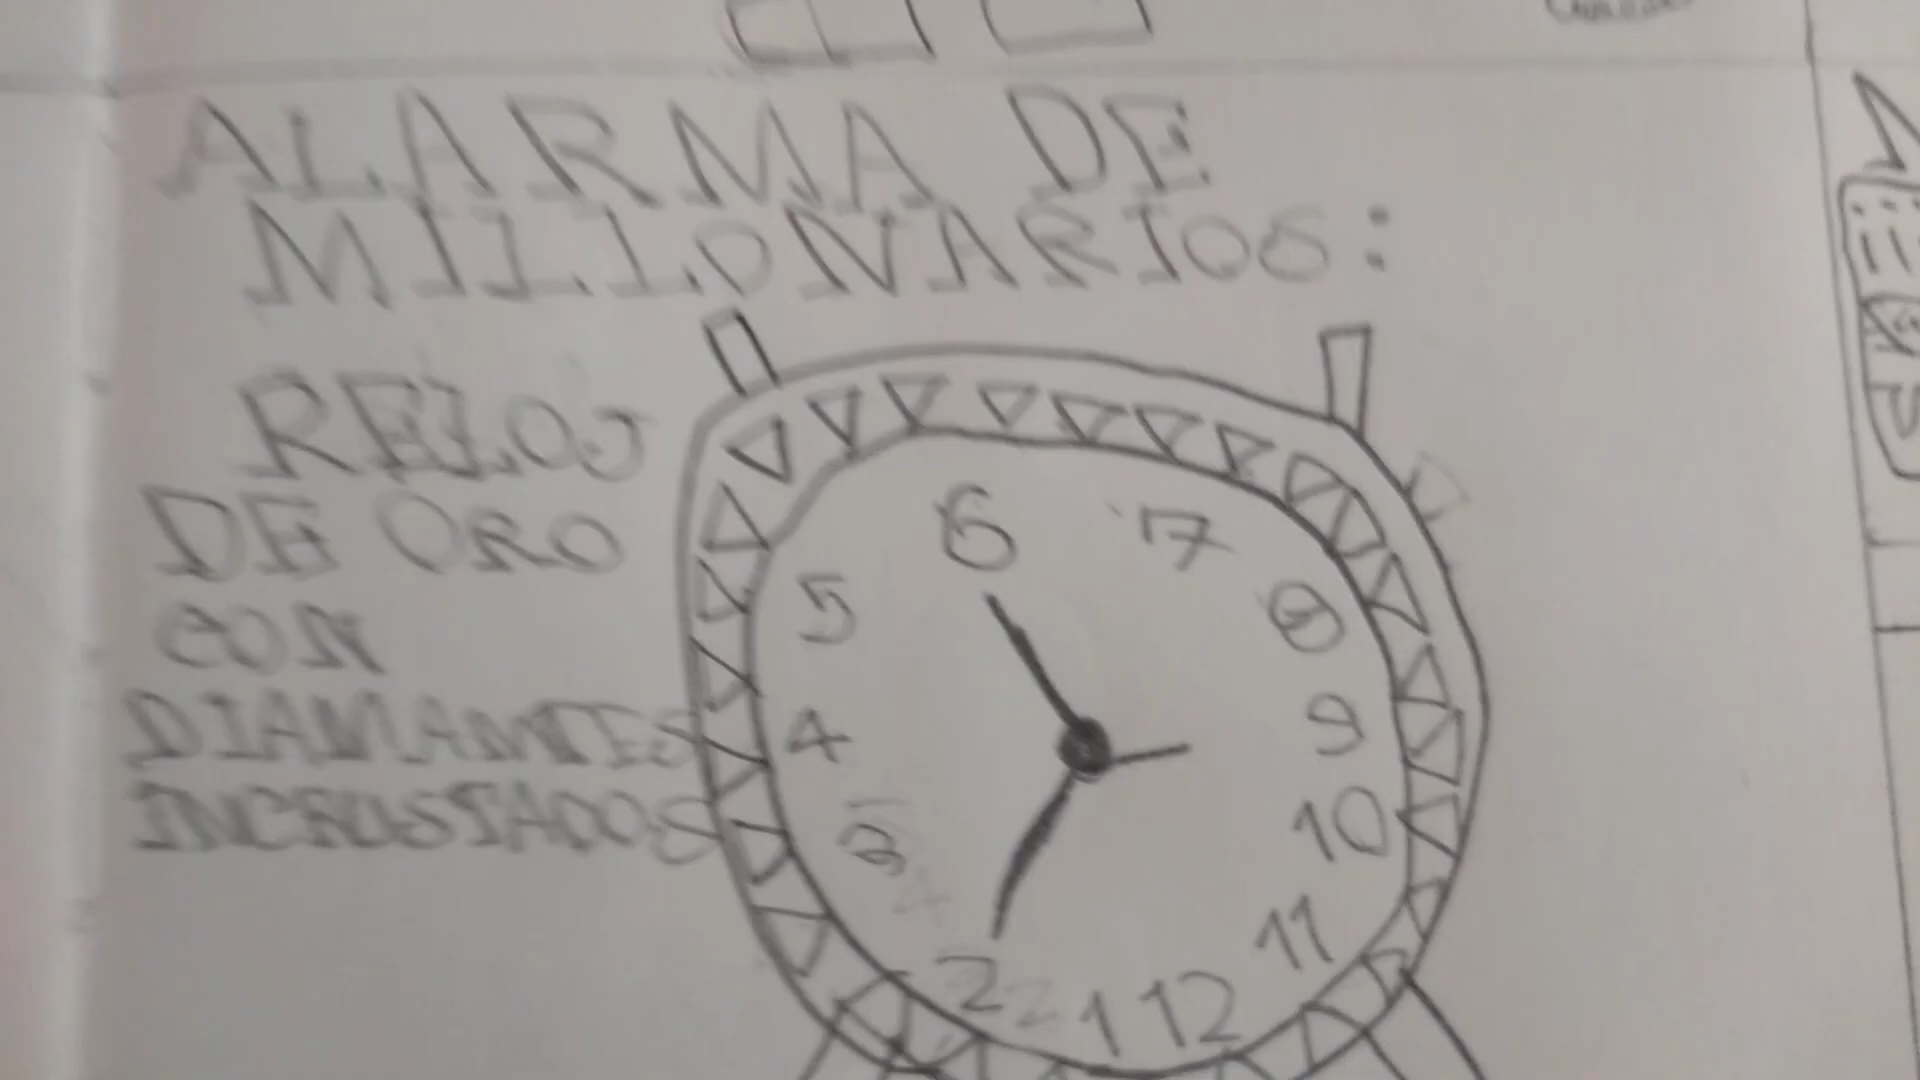 ALARMA DE
MILLONARIOS:
RELOJ
DE ORO
CON
DIAMANTES
INCRUSTADOS
6
7
5
8
4
9
3
10
11
2
1
12